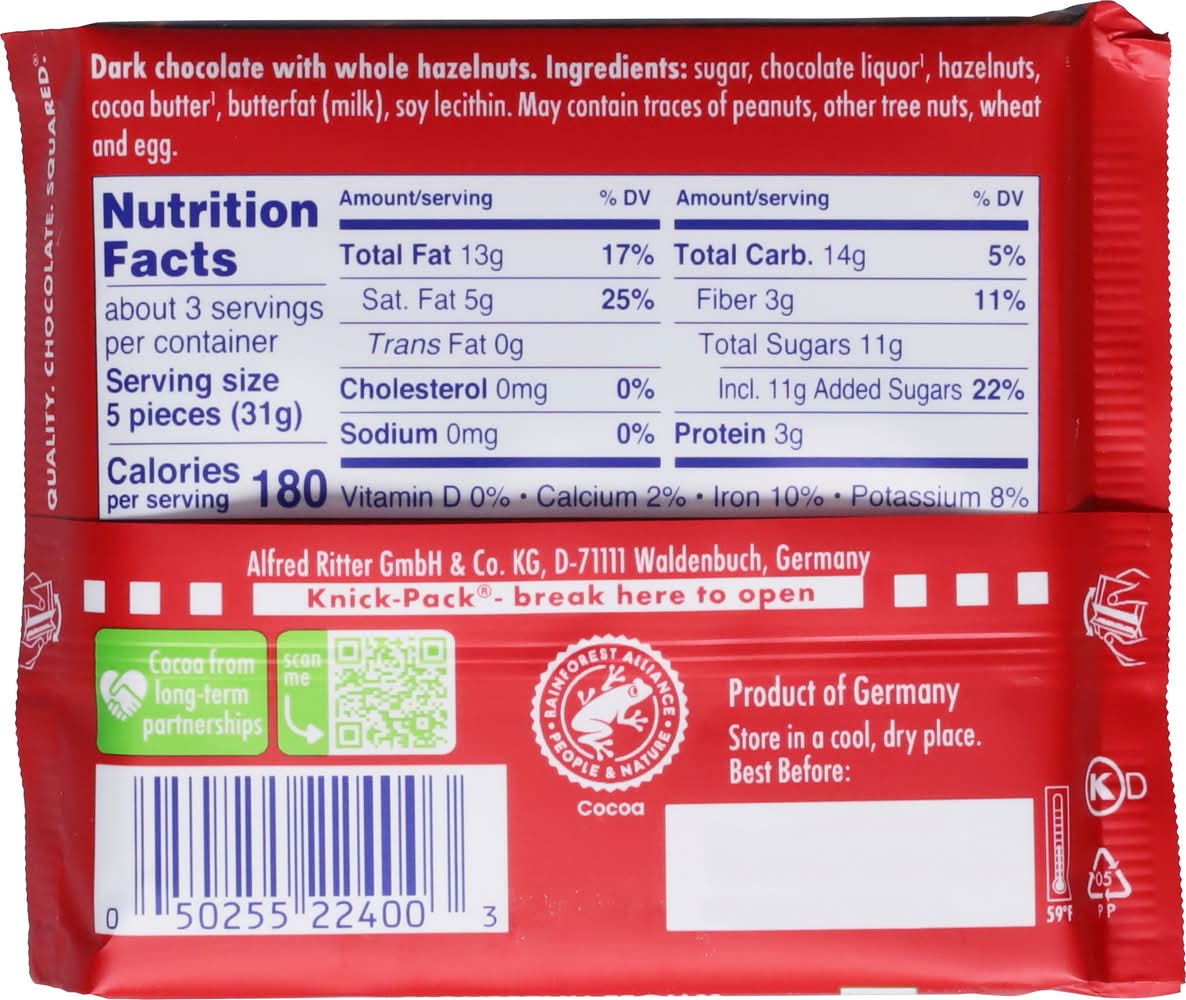 QUALITY. CHOCOLATE. SQUARED.®
Dark chocolate with whole hazelnuts. Ingredients: sugar, chocolate liquor¹, hazelnuts,
cocoa butter¹, butterfat (milk), soy lecithin. May contain traces of peanuts, other tree nuts, wheat
and egg.
Nutrition
Facts
about 3 servings
per container
Serving size
5 pieces (31g)
Calories
per serving 180
Amount/serving % DV
Total Fat 13g 17%
Sat. Fat 5g 25%
Trans Fat 0g
Cholesterol 0mg 0%
Sodium 0mg 0%
Amount/serving % DV
Total Carb. 14g 5%
Fiber 3g 11%
Total Sugars 11g
Incl. 11g Added Sugars 22%
Protein 3g
Vitamin D 0% • Calcium 2% • Iron 10% • Potassium 8%
Alfred Ritter GmbH & Co. KG, D-71111 Waldenbuch, Germany
Knick-Pack®- break here to open
Cocoa from
long-term
partnerships
scan
me
RAINFOREST ALLIANCE
• PEOPLE & NATURE •
Cocoa
Product of Germany
Store in a cool, dry place.
Best Before:
K D
59°F
05
PP
0 50255 22400 3